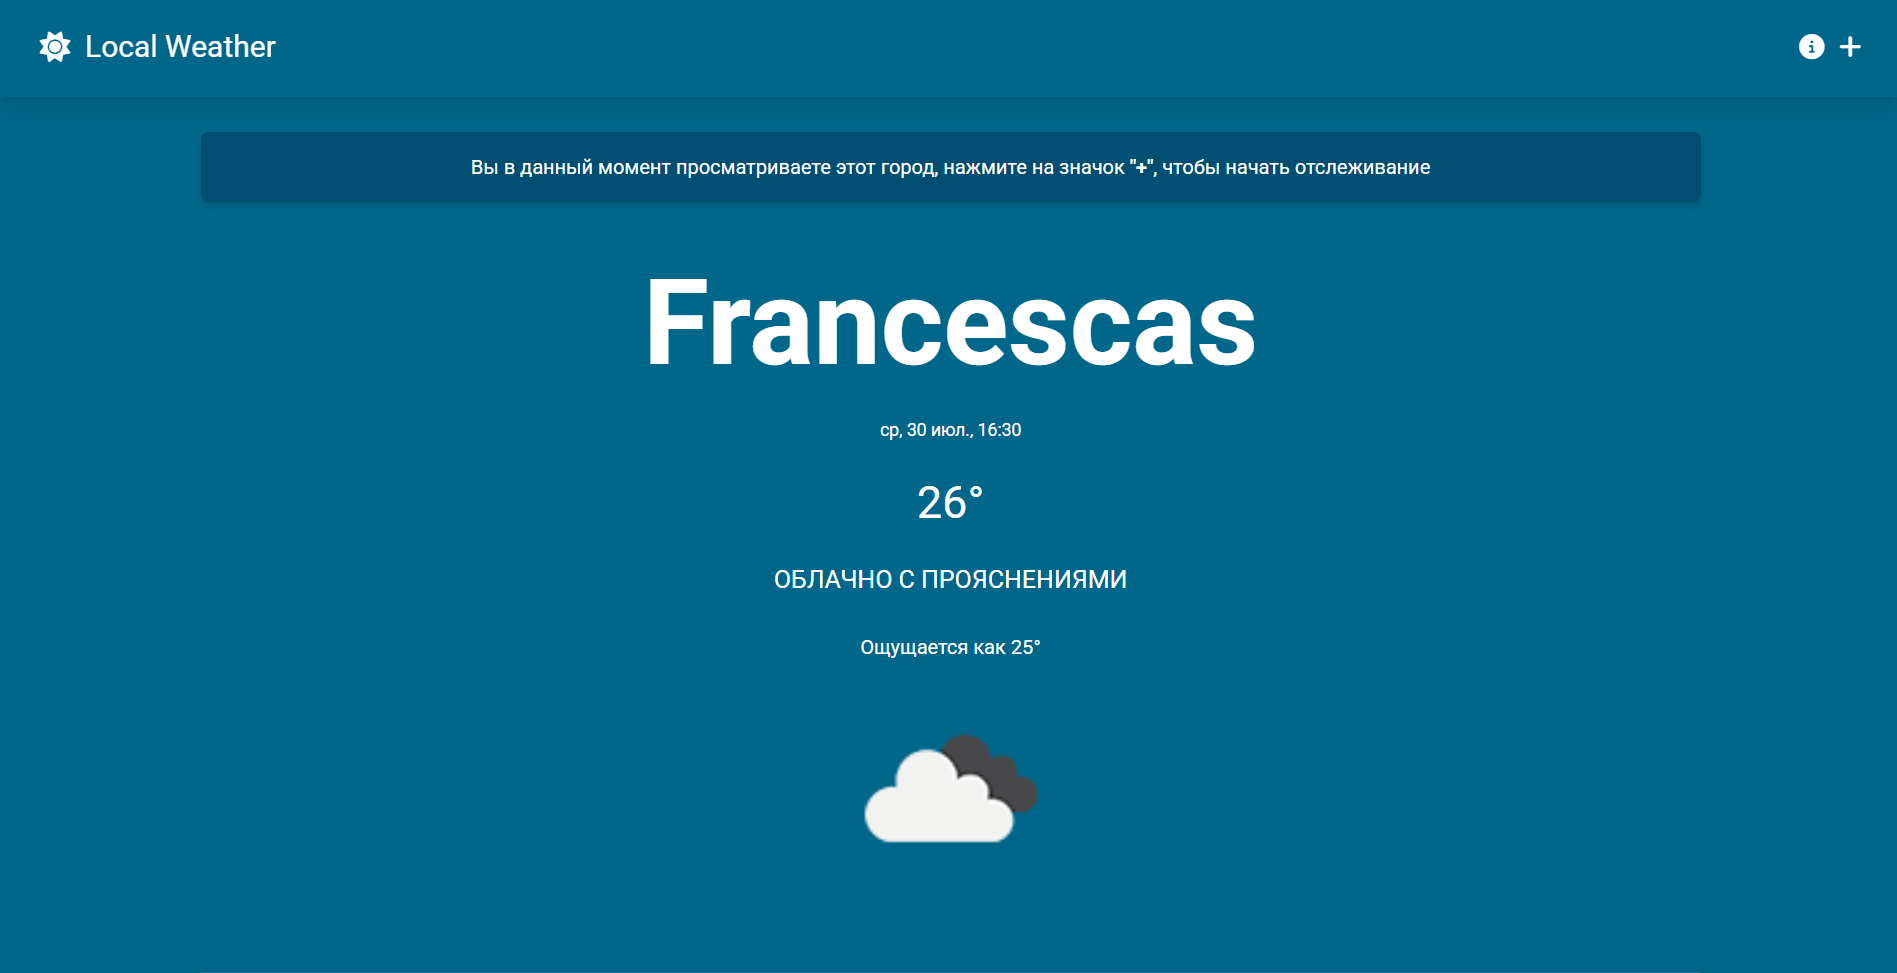 Local Weather
Вы в данный момент просматриваете этот город, нажмите на значок "+", чтобы начать отслеживание
Francescas
ср, 30 июл., 16:30
26°
ОБЛАЧНО С ПРОЯСНЕНИЯМИ
Ощущается как 25°